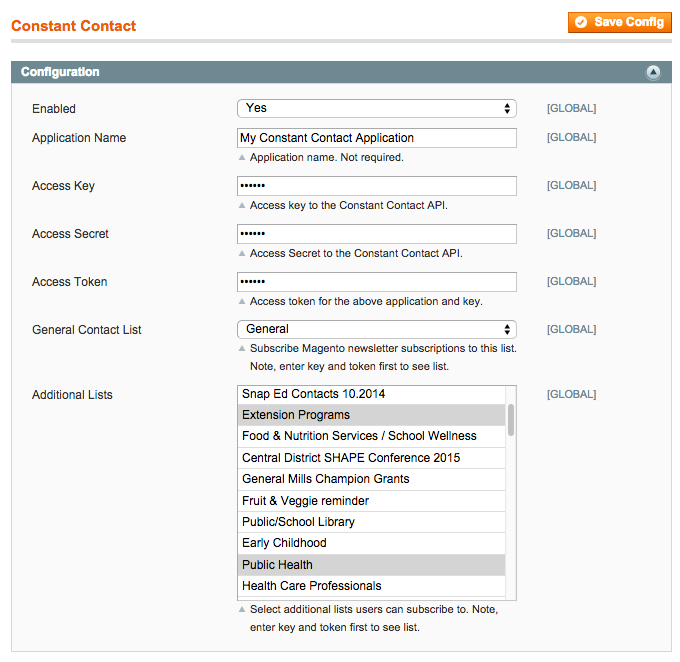 Constant Contact
Save Config
Configuration
Enabled Yes [GLOBAL]
Application Name My Constant Contact Application [GLOBAL]
Application name. Not required.
Access Key •••••• [GLOBAL]
Access key to the Constant Contact API.
Access Secret •••••• [GLOBAL]
Access Secret to the Constant Contact API.
Access Token •••••• [GLOBAL]
Access token for the above application and key.
General Contact List General [GLOBAL]
Subscribe Magento newsletter subscriptions to this list.
Note, enter key and token first to see list.
Additional Lists Snap Ed Contacts 10.2014 [GLOBAL]
Extension Programs
Food & Nutrition Services / School Wellness
Central District SHAPE Conference 2015
General Mills Champion Grants
Fruit & Veggie reminder
Public/School Library
Early Childhood
Public Health
Health Care Professionals
Select additional lists users can subscribe to. Note,
enter key and token first to see list.